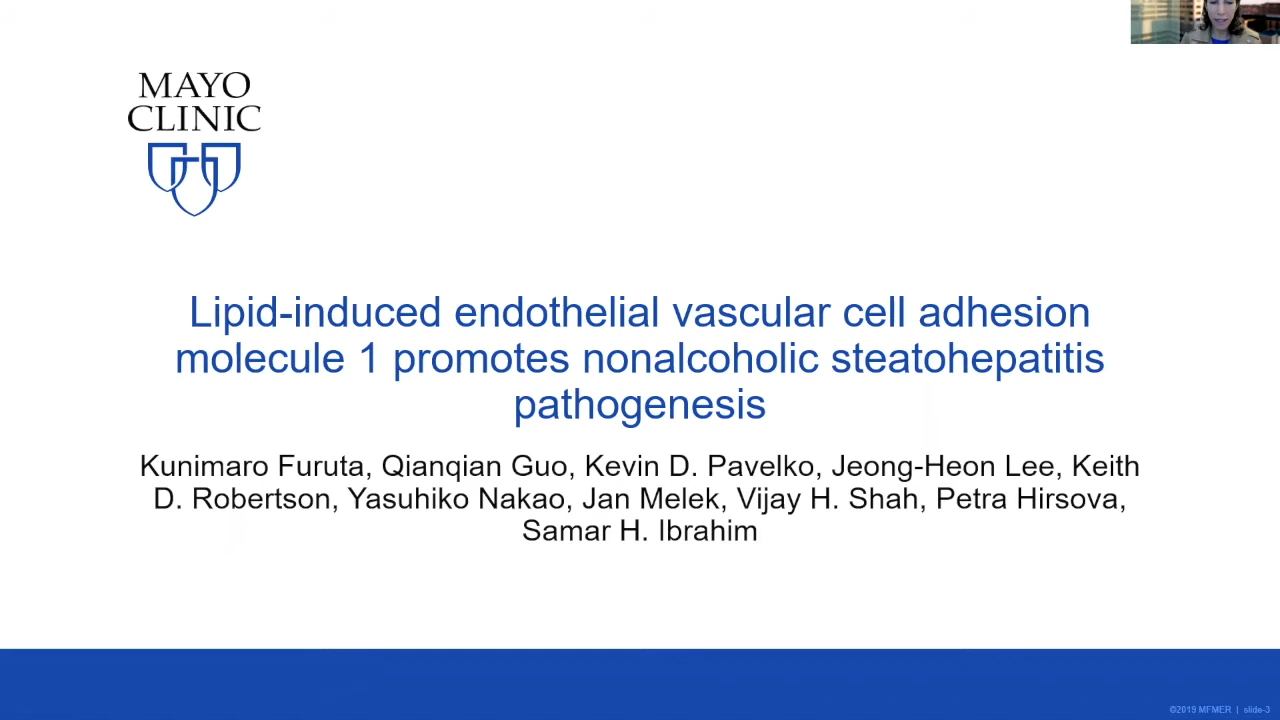 MAYO
CLINIC
Lipid-induced endothelial vascular cell adhesion
molecule 1 promotes nonalcoholic steatohepatitis
pathogenesis
Kunimaro Furuta, Qianqian Guo, Kevin D. Pavelko, Jeong-Heon Lee, Keith
D. Robertson, Yasuhiko Nakao, Jan Melek, Vijay H. Shah, Petra Hirsova,
Samar H. Ibrahim
©2019 MFMER | slide-3